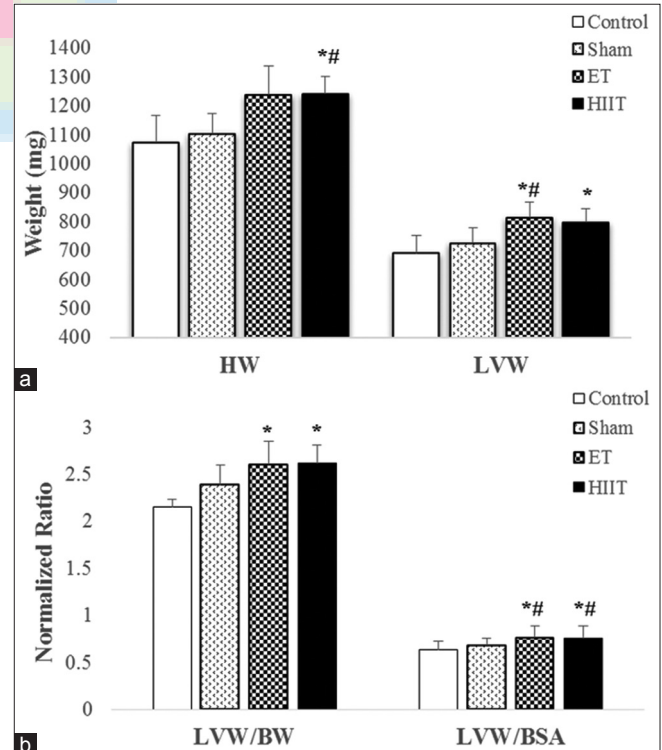 Control
Sham
ET
HIIT
1400
1300
1200
1100
1000
900
800
700
600
500
400
Weight (mg)
*#
*#
*
HW
LVW
a
Control
Sham
ET
HIIT
3
2.5
2
1.5
1
0.5
0
Normalized Ratio
*
*
*#
*#
LVW/BW
LVW/BSA
b